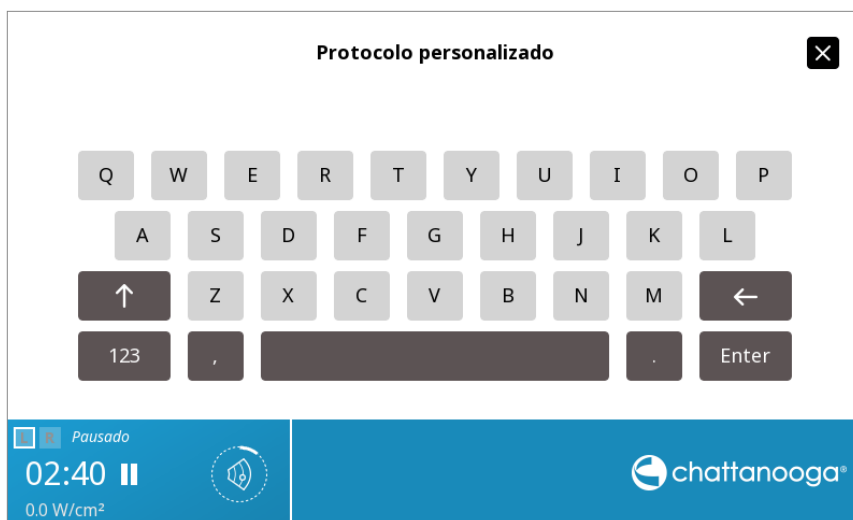 Protocolo personalizado
Q W E R T Y U I O P
A S D F G H J K L
Z X C V B N M
123 , . Enter
L R Pausado
02:40
0.0 W/cm²
chattanooga®